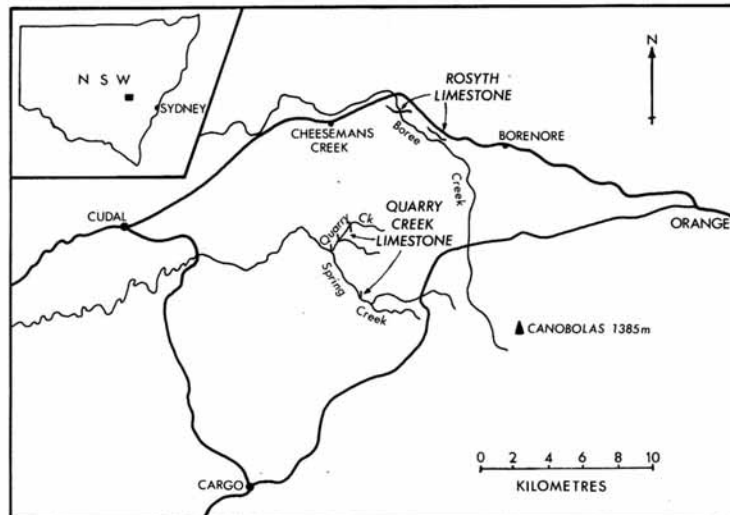 N S W
SYDNEY
N
ROSYTH
LIMESTONE
CHEESEMANS
CREEK
Boree
Creek
BORENORE
CUDAL
Quarry Ck
QUARRY
CREEK
LIMESTONE
ORANGE
Spring
Creek
CANOBOLAS 1385m
CARGO
0 2 4 6 8 10
KILOMETRES